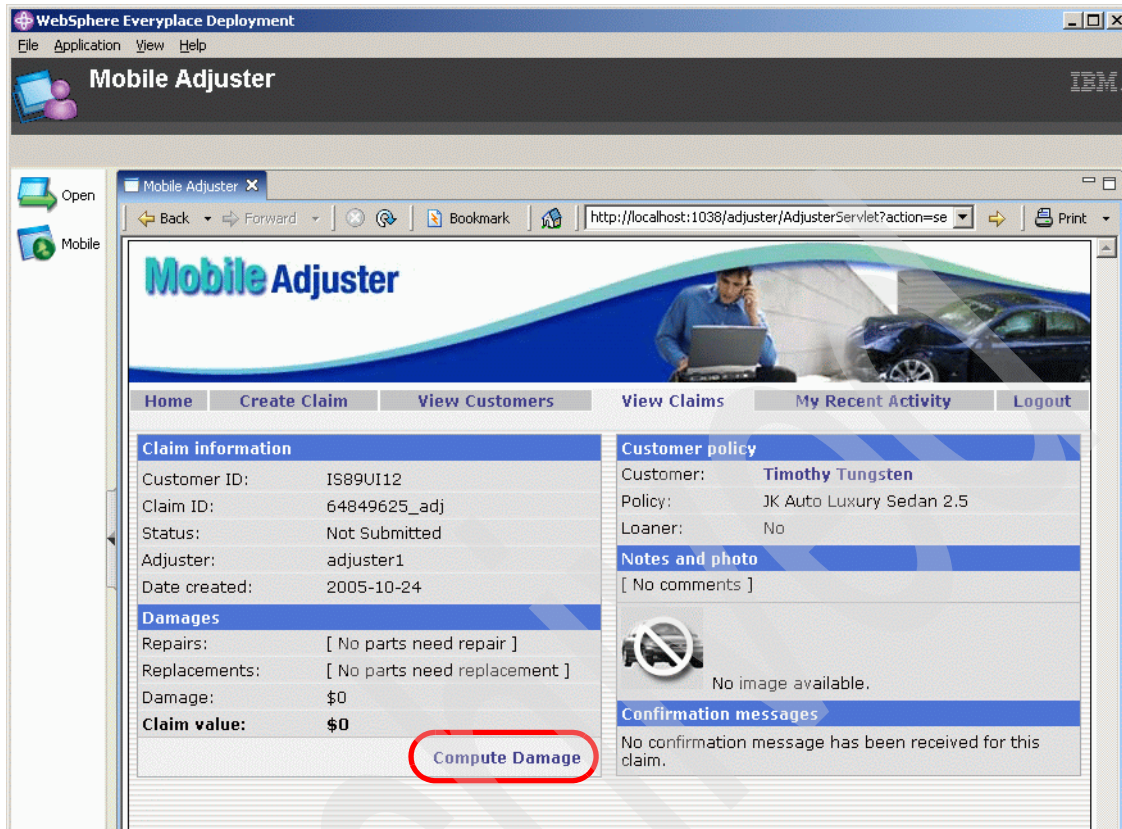 WebSphere Everyplace Deployment
File Application View Help
Mobile Adjuster
IBM.
Open
Mobile
Mobile Adjuster
Back Forward Bookmark http://localhost:1038/adjuster/AdjusterServlet?action=se Print
Mobile Adjuster
Home Create Claim View Customers View Claims My Recent Activity Logout
Claim information
Customer ID: IS89UI12
Claim ID: 64849625_adj
Status: Not Submitted
Adjuster: adjuster1
Date created: 2005-10-24
Damages
Repairs: [ No parts need repair ]
Replacements: [ No parts need replacement ]
Damage: $0
Claim value: $0
Compute Damage
Customer policy
Customer: Timothy Tungsten
Policy: JK Auto Luxury Sedan 2.5
Loaner: No
Notes and photo
[ No comments ]
No image available.
Confirmation messages
No confirmation message has been received for this
claim.